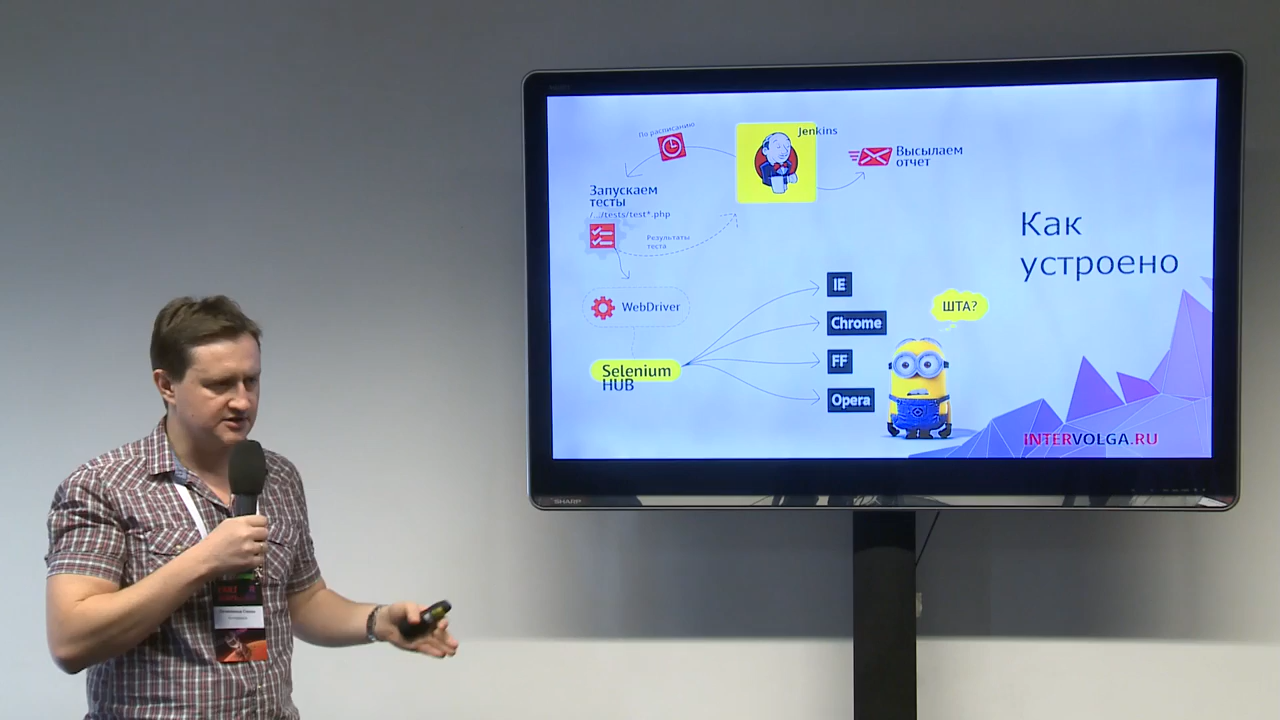 По расписанию
Jenkins
Высылаем
отчет
Запускаем
тесты
/../tests/test*.php
Результаты
теста
WebDriver
Selenium
HUB
IE
Chrome
FF
Opera
ШТА?
Как
устроено
INTERVOLGA.RU
SHARP